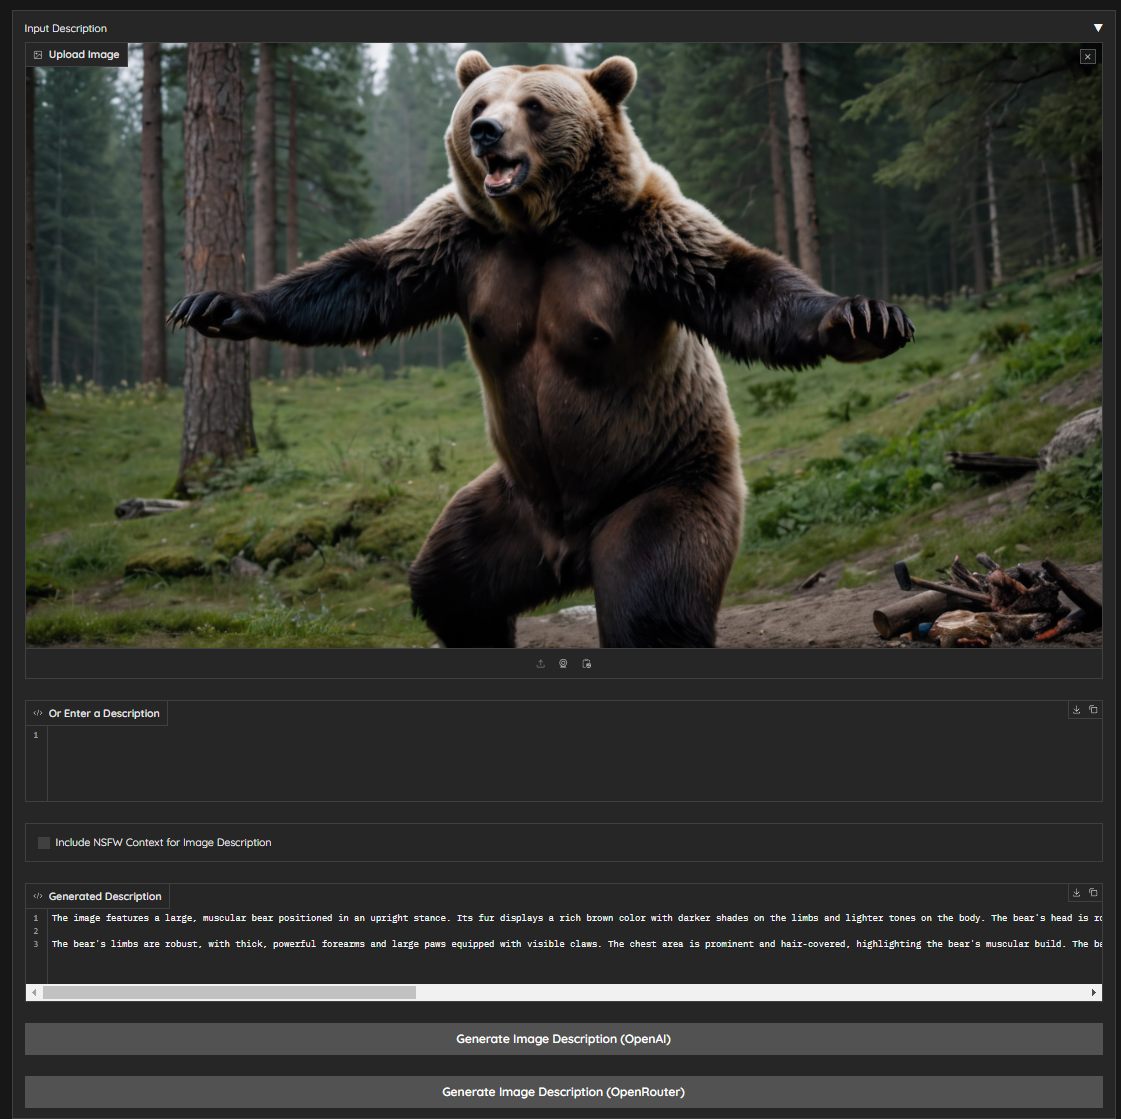 Input Description
Upload Image
Or Enter a Description
1
Include NSFW Context for Image Description
Generated Description
1 The image features a large, muscular bear positioned in an upright stance. Its fur displays a rich brown color with darker shades on the limbs and lighter tones on the body. The bear's head is
2
3 The bear's limbs are robust, with thick, powerful forearms and large paws equipped with visible claws. The chest area is prominent and hair-covered, highlighting the bear's muscular build. The
Generate Image Description (OpenAI)
Generate Image Description (OpenRouter)